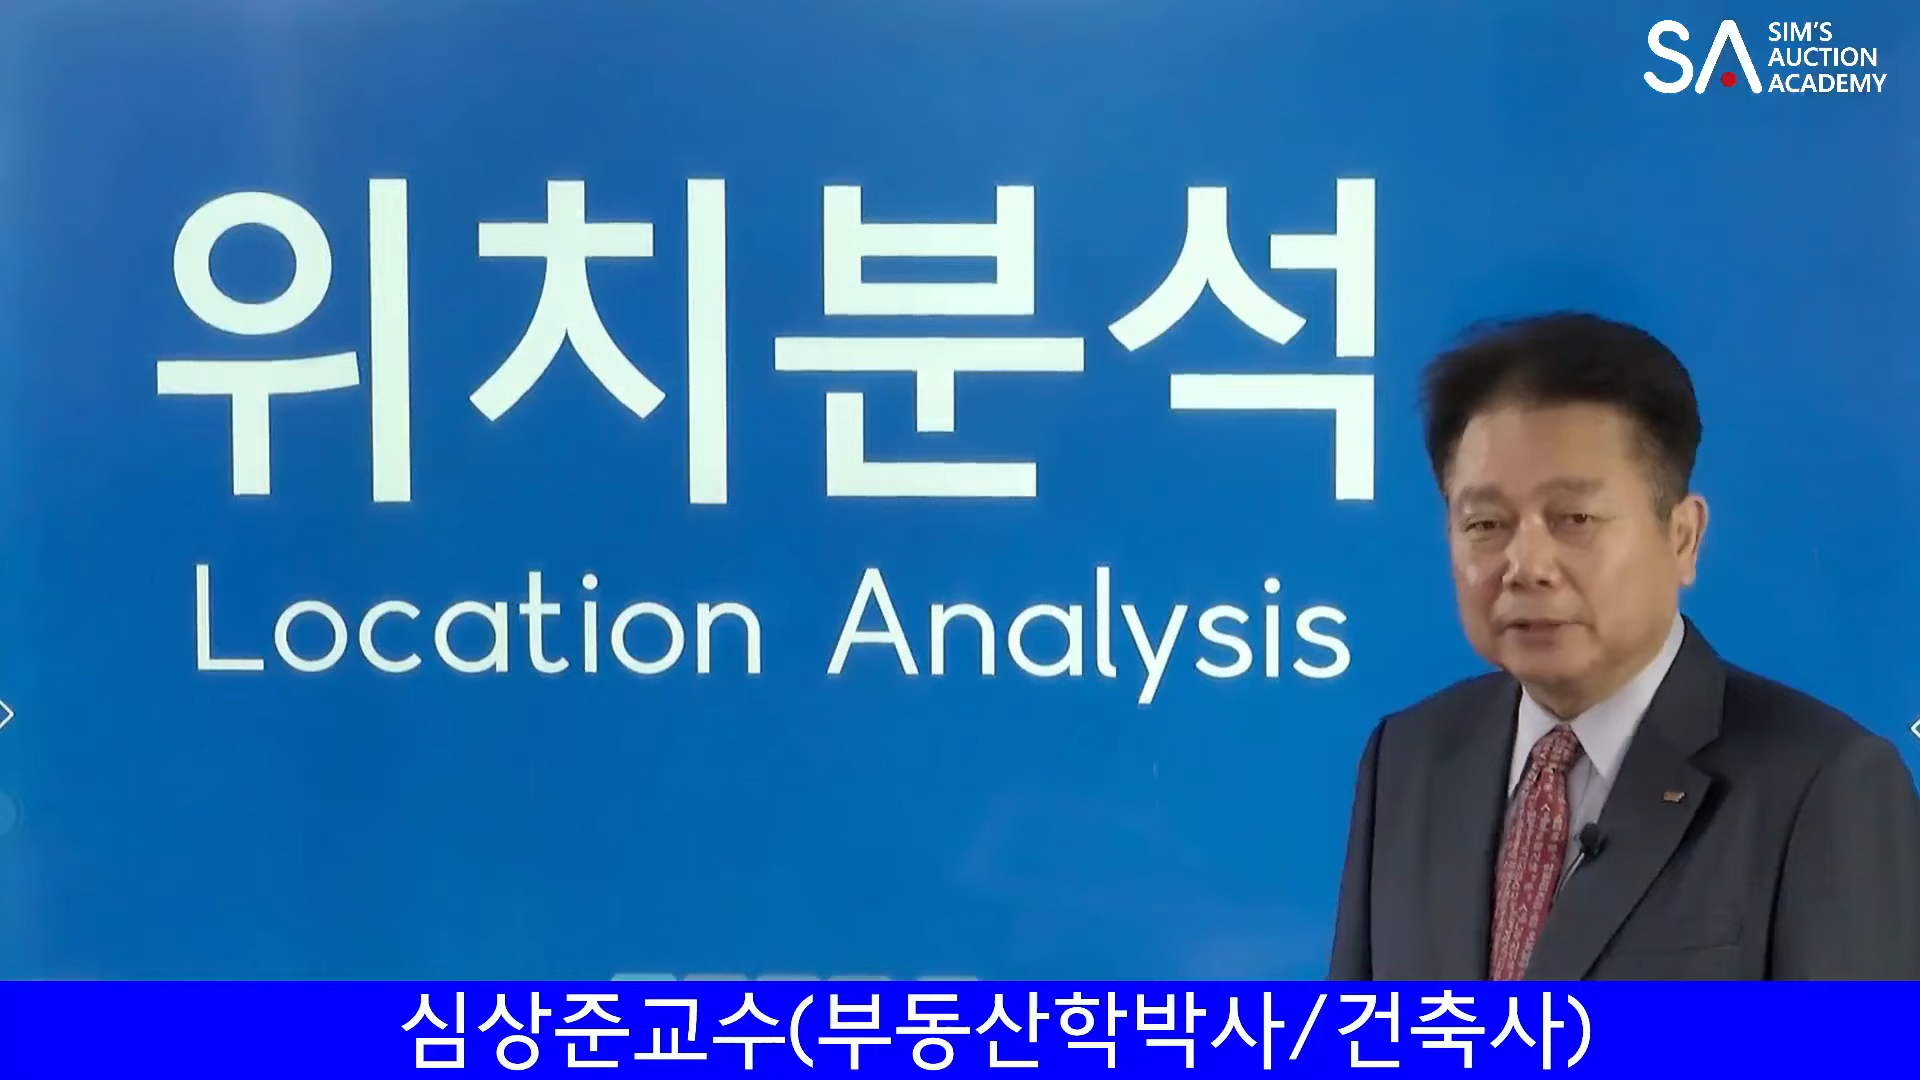 SA
SIM'S
AUCTION
ACADEMY
위치분석
Location Analysis
심상준교수(부동산학박사/건축사)